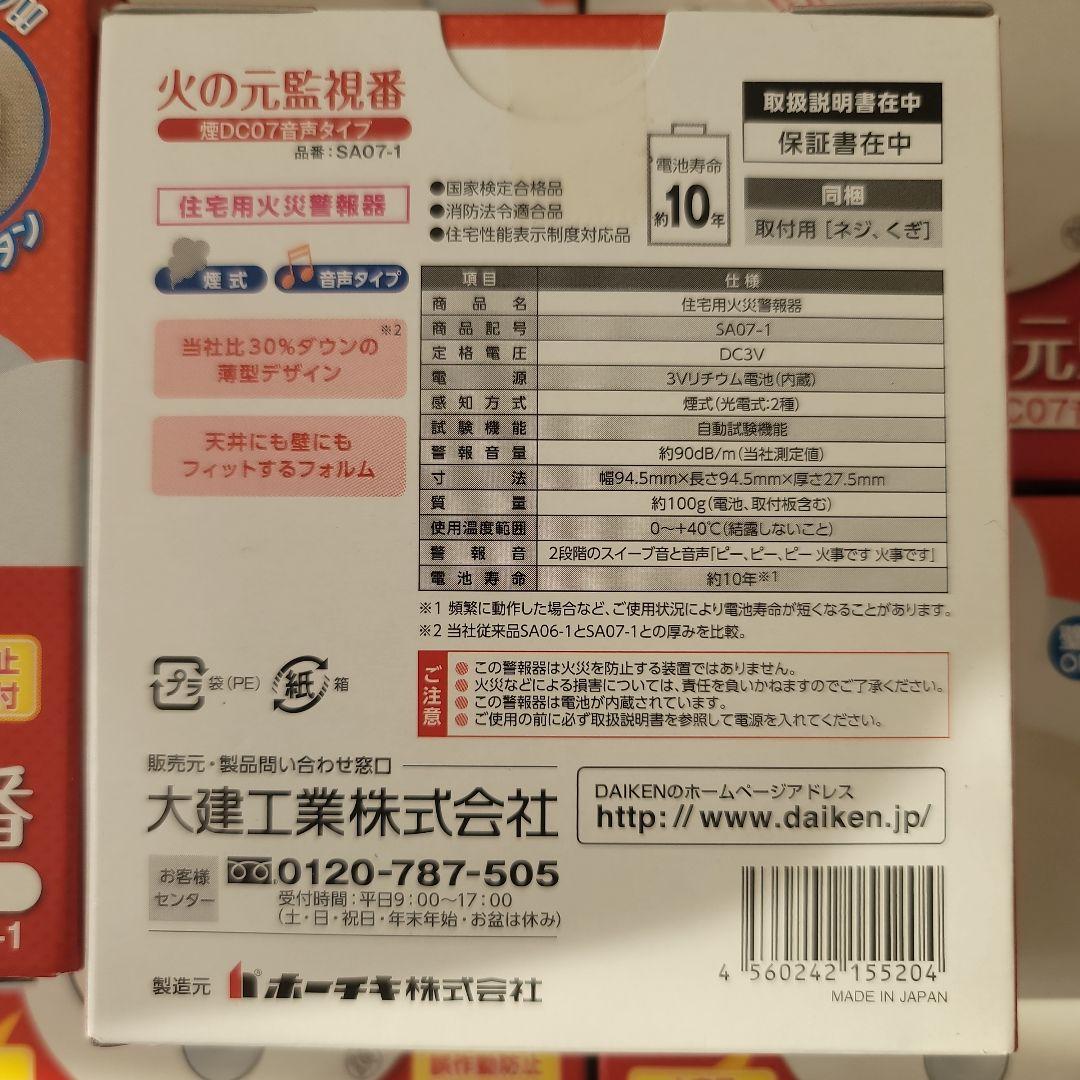 火の元監視番
煙DC07音声タイプ
品番：SA07-1
住宅用火災警報器
煙式 音声タイプ
当社比30%ダウンの※2
薄型デザイン
天井にも壁にも
フィットするフォルム
●国家検定合格品
●消防法令適合品
●住宅性能表示制度対応品
電池寿命
約10年
取扱説明書在中
保証書在中
同梱
取付用［ネジ、くぎ］
項目 仕様
商品名 住宅用火災警報器
商品記号 SA07-1
定格電圧 DC3V
電源 3Vリチウム電池（内蔵）
感知方式 煙式（光電式:2種）
試験機能 自動試験機能
警報音量 約90dB/m（当社測定値）
寸法 幅94.5mm×長さ94.5mm×厚さ27.5mm
質量 約100g（電池、取付板含む）
使用温度範囲 0～+40℃（結露しないこと）
警報音 2段階のスイープ音と音声「ピー、ピー、ピー 火事です 火事です」
電池寿命 約10年※1
※1 頻繁に動作した場合など、ご使用状況により電池寿命が短くなることがあります。
※2 当社従来品SA06-1とSA07-1との厚みを比較。
ご注意
●この警報器は火災を防止する装置ではありません。
●火災などによる損害については、責任を負いかねますのでご了承ください。
●この警報器は電池が内蔵されています。
●ご使用の前に必ず取扱説明書を参照して電源を入れてください。
プラ 袋（PE） 紙 箱
販売元・製品問い合わせ窓口
大建工業株式会社
お客様
センター
0120-787-505
受付時間：平日9：00～17：00
（土・日・祝日・年末年始・お盆は休み）
DAIKENのホームページアドレス
http://www.daiken.jp/
製造元 ホーチキ株式会社
4 560242 155204
MADE IN JAPAN
番
-1
止
付
元
C07音
誤作動防止